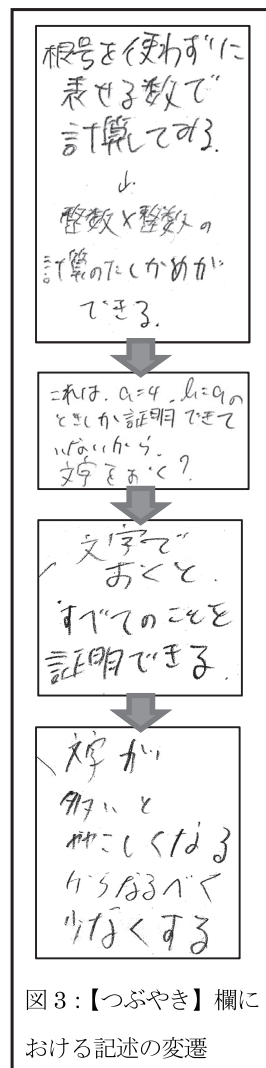 根号を使わずに
表せる数で
計算してみる.
↓
整数×整数の
計算のたしかめが
できる.
これは. a=4. b=9の
ときしか証明できて
いないから.
文字をおく?
文字で
おくと.
すべてのことを
証明できる.
文字が
多いと
ややこしくなる
からなるべく
少なくする
図3:【つぶやき】欄に
おける記述の変遷